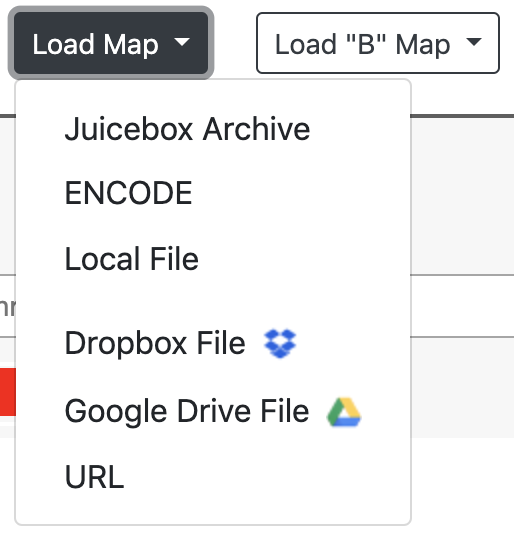 Load Map
Load "B" Map
Juicebox Archive
ENCODE
Local File
Dropbox File
Google Drive File
URL